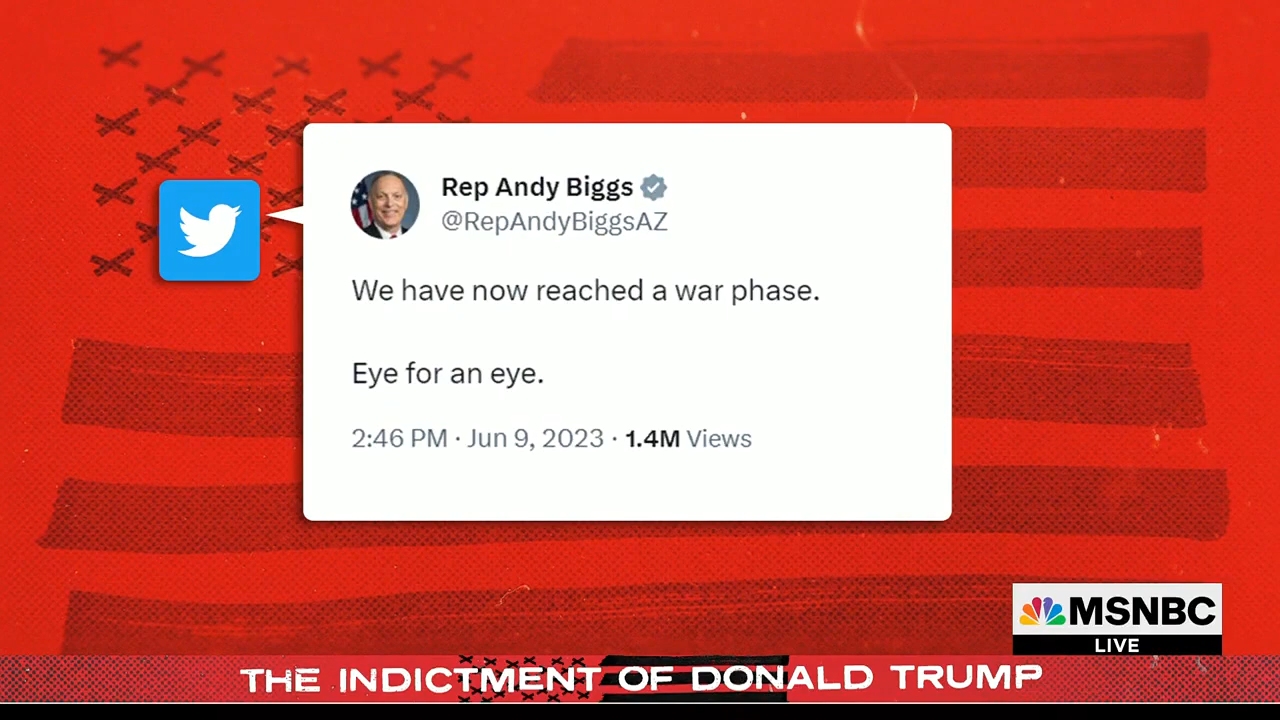 Rep Andy Biggs
@RepAndyBiggsAZ
We have now reached a war phase.
Eye for an eye.
2:46 PM · Jun 9, 2023 · 1.4M Views
MSNBC
LIVE
THE INDICTMENT OF DONALD TRUMP